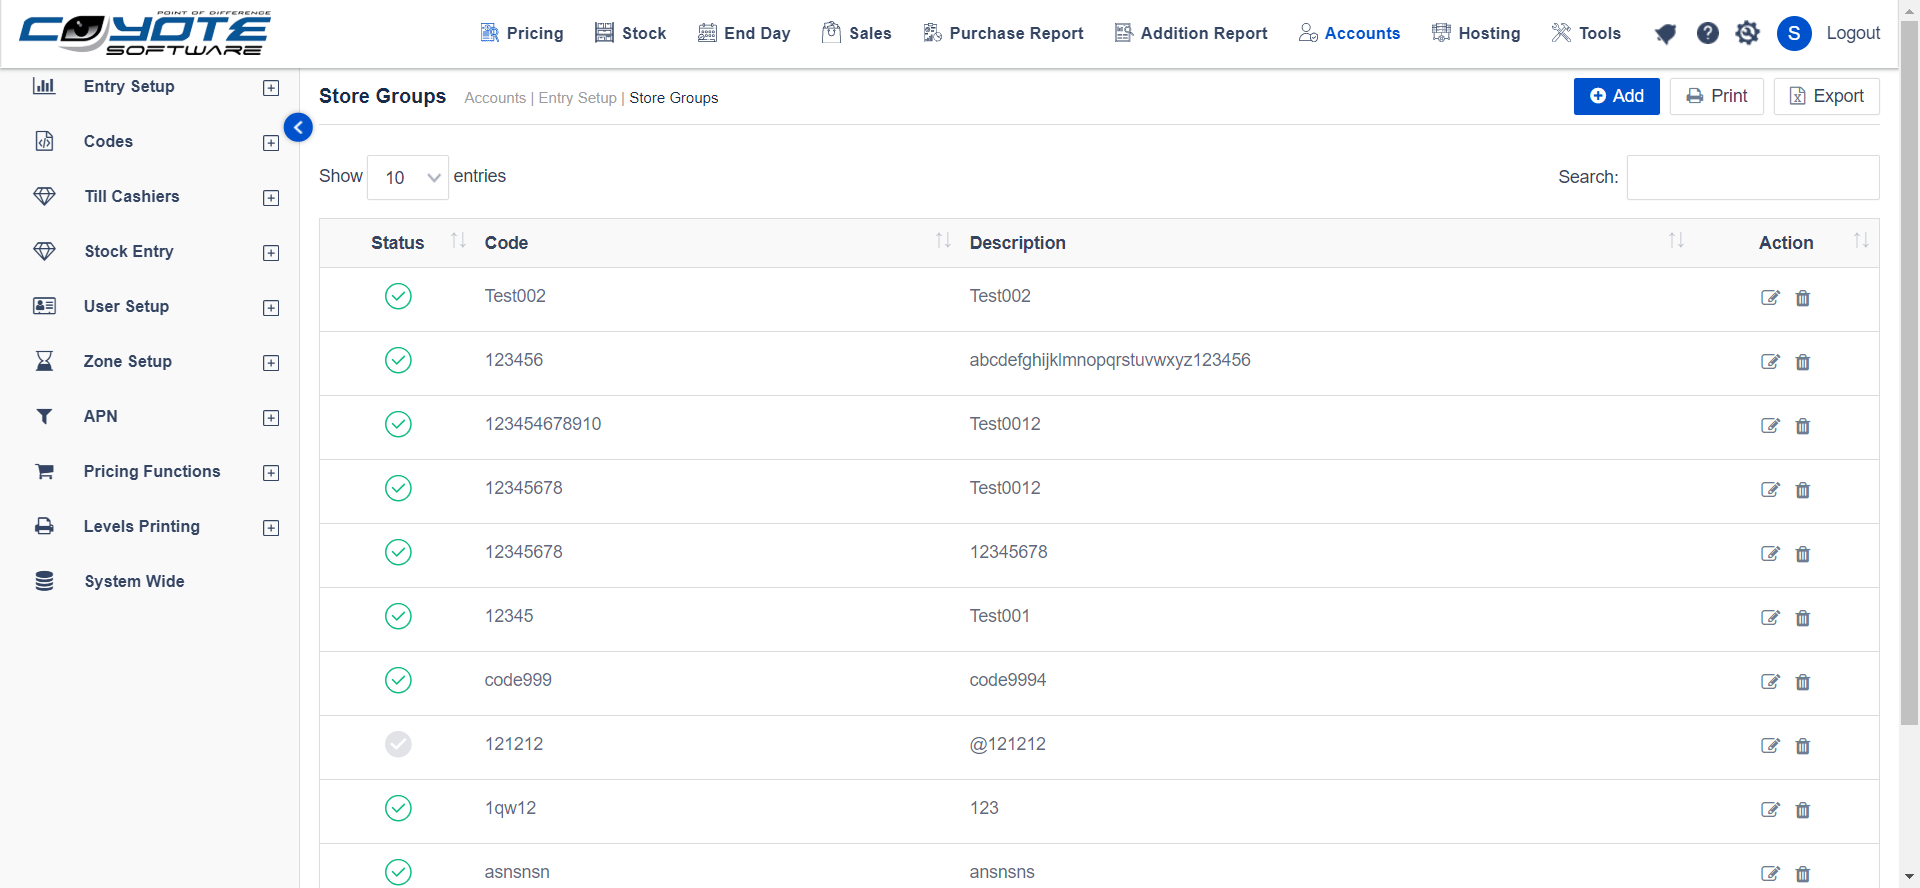 POINT OF DIFFERENCE
COYOTE
SOFTWARE
Pricing
Stock
End Day
Sales
Purchase Report
Addition Report
Accounts
Hosting
Tools
S
Logout
Entry Setup
Codes
Till Cashiers
Stock Entry
User Setup
Zone Setup
APN
Pricing Functions
Levels Printing
System Wide
Store Groups Accounts | Entry Setup | Store Groups
Add
Print
Export
Show 10 entries
Search:
Status Code Description Action
Test002 Test002
123456 abcdefghijklmnopqrstuvwxyz123456
123454678910 Test0012
12345678 Test0012
12345678 12345678
12345 Test001
code999 code9994
121212 @121212
1qw12 123
asnsnsn ansnsns